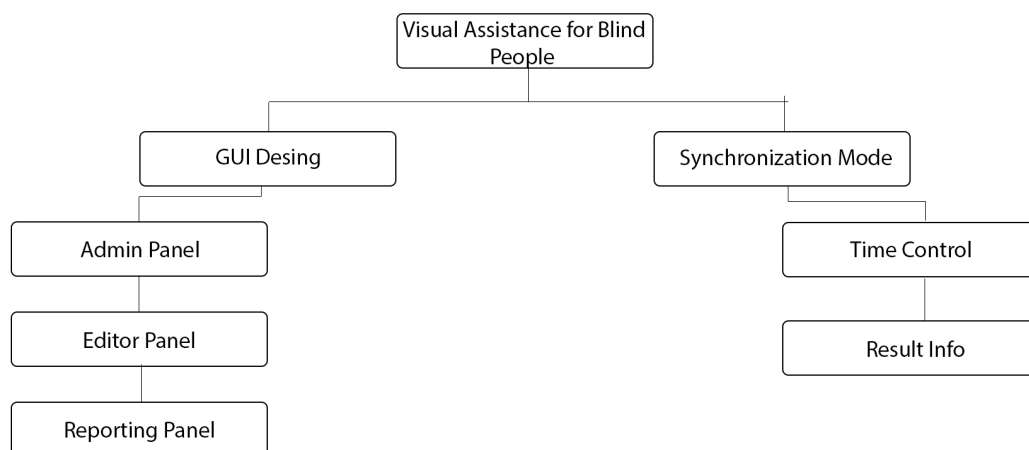 Visual Assistance for Blind
People
GUI Desing
Synchronization Mode
Admin Panel
Time Control
Editor Panel
Result Info
Reporting Panel